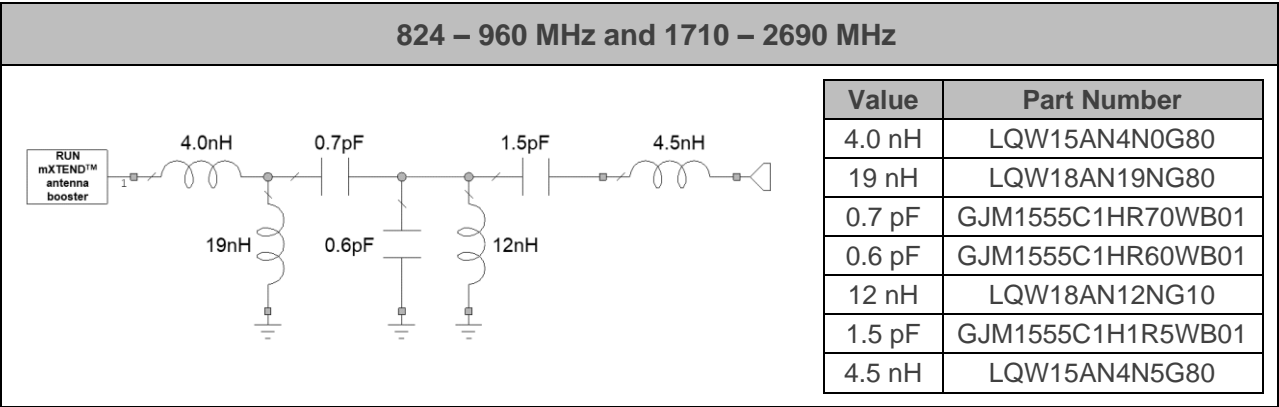 824 – 960 MHz and 1710 – 2690 MHz
RUN
mXTEND™
antenna
booster
1
4.0nH
0.7pF
1.5pF
4.5nH
19nH
0.6pF
12nH
Value Part Number
4.0 nH LQW15AN4N0G80
19 nH LQW18AN19NG80
0.7 pF GJM1555C1HR70WB01
0.6 pF GJM1555C1HR60WB01
12 nH LQW18AN12NG10
1.5 pF GJM1555C1H1R5WB01
4.5 nH LQW15AN4N5G80